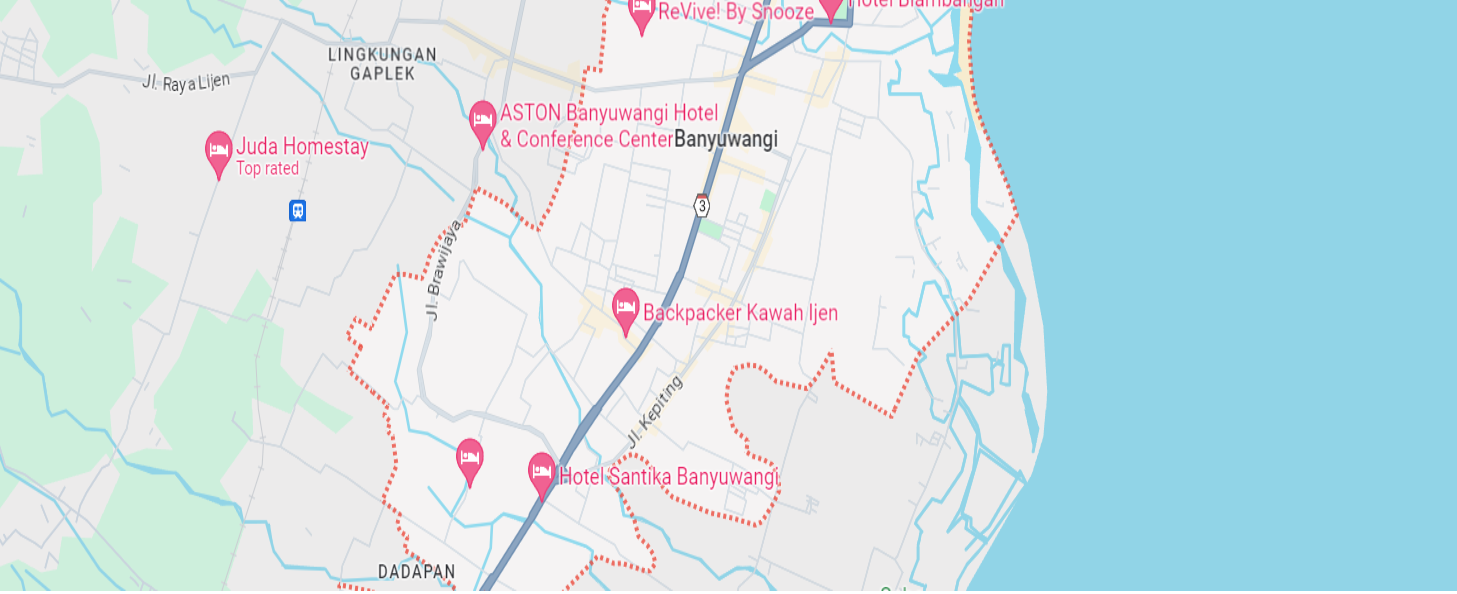 ReVive! By Snooze
Hotel Blambangan
LINGKUNGAN
GAPLEK
Jl. Raya Lijen
ASTON Banyuwangi Hotel
& Conference Center
Banyuwangi
Juda Homestay
Top rated
3
Jl. Brawijaya
Backpacker Kawah Ijen
Jl. Kepiting
Hotel Santika Banyuwangi
DADAPAN